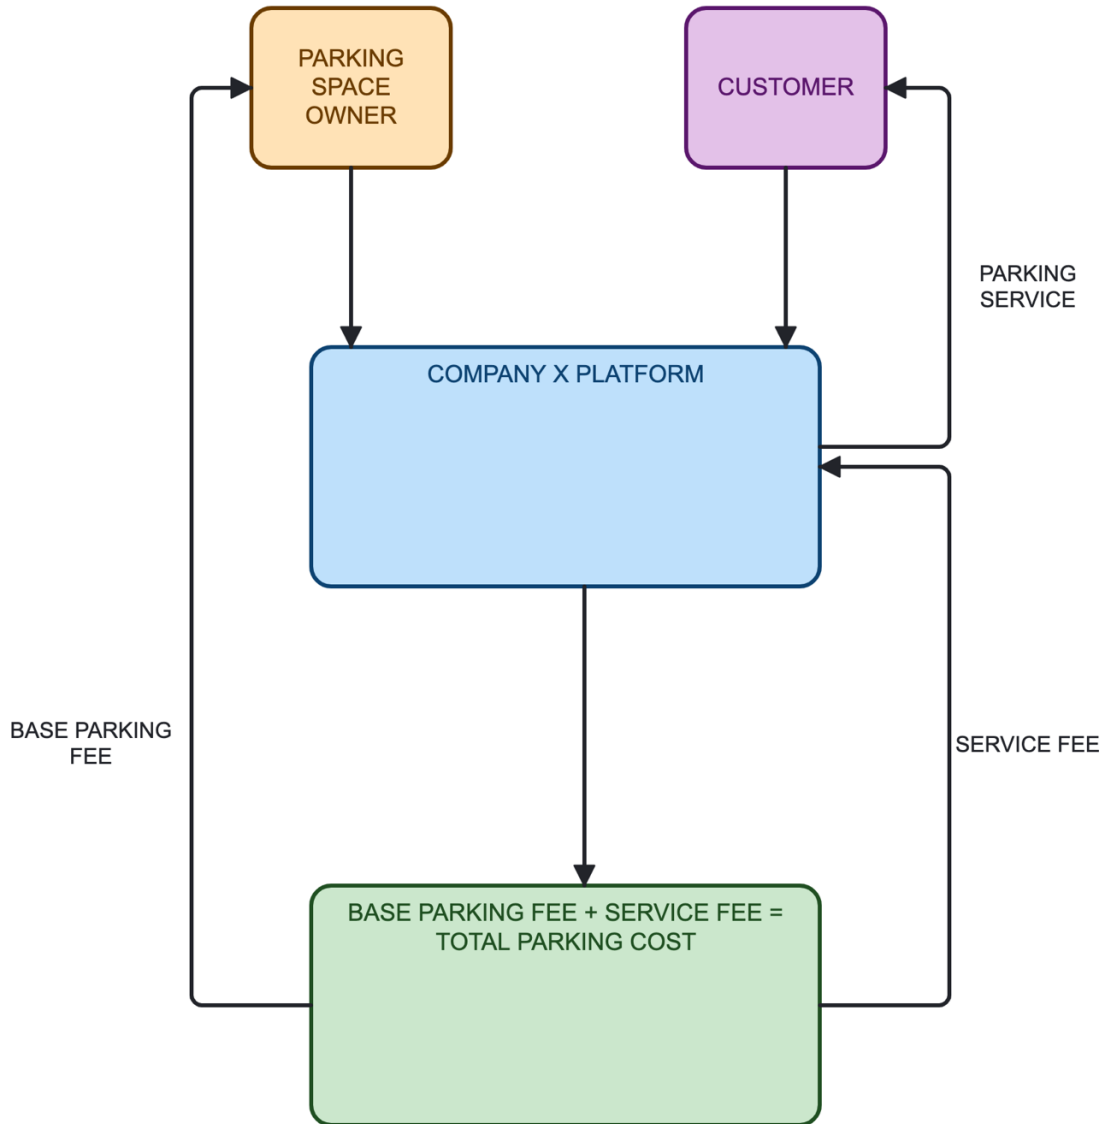 PARKING
SPACE
OWNER
CUSTOMER
PARKING
SERVICE
COMPANY X PLATFORM
BASE PARKING
FEE
SERVICE FEE
BASE PARKING FEE + SERVICE FEE =
TOTAL PARKING COST